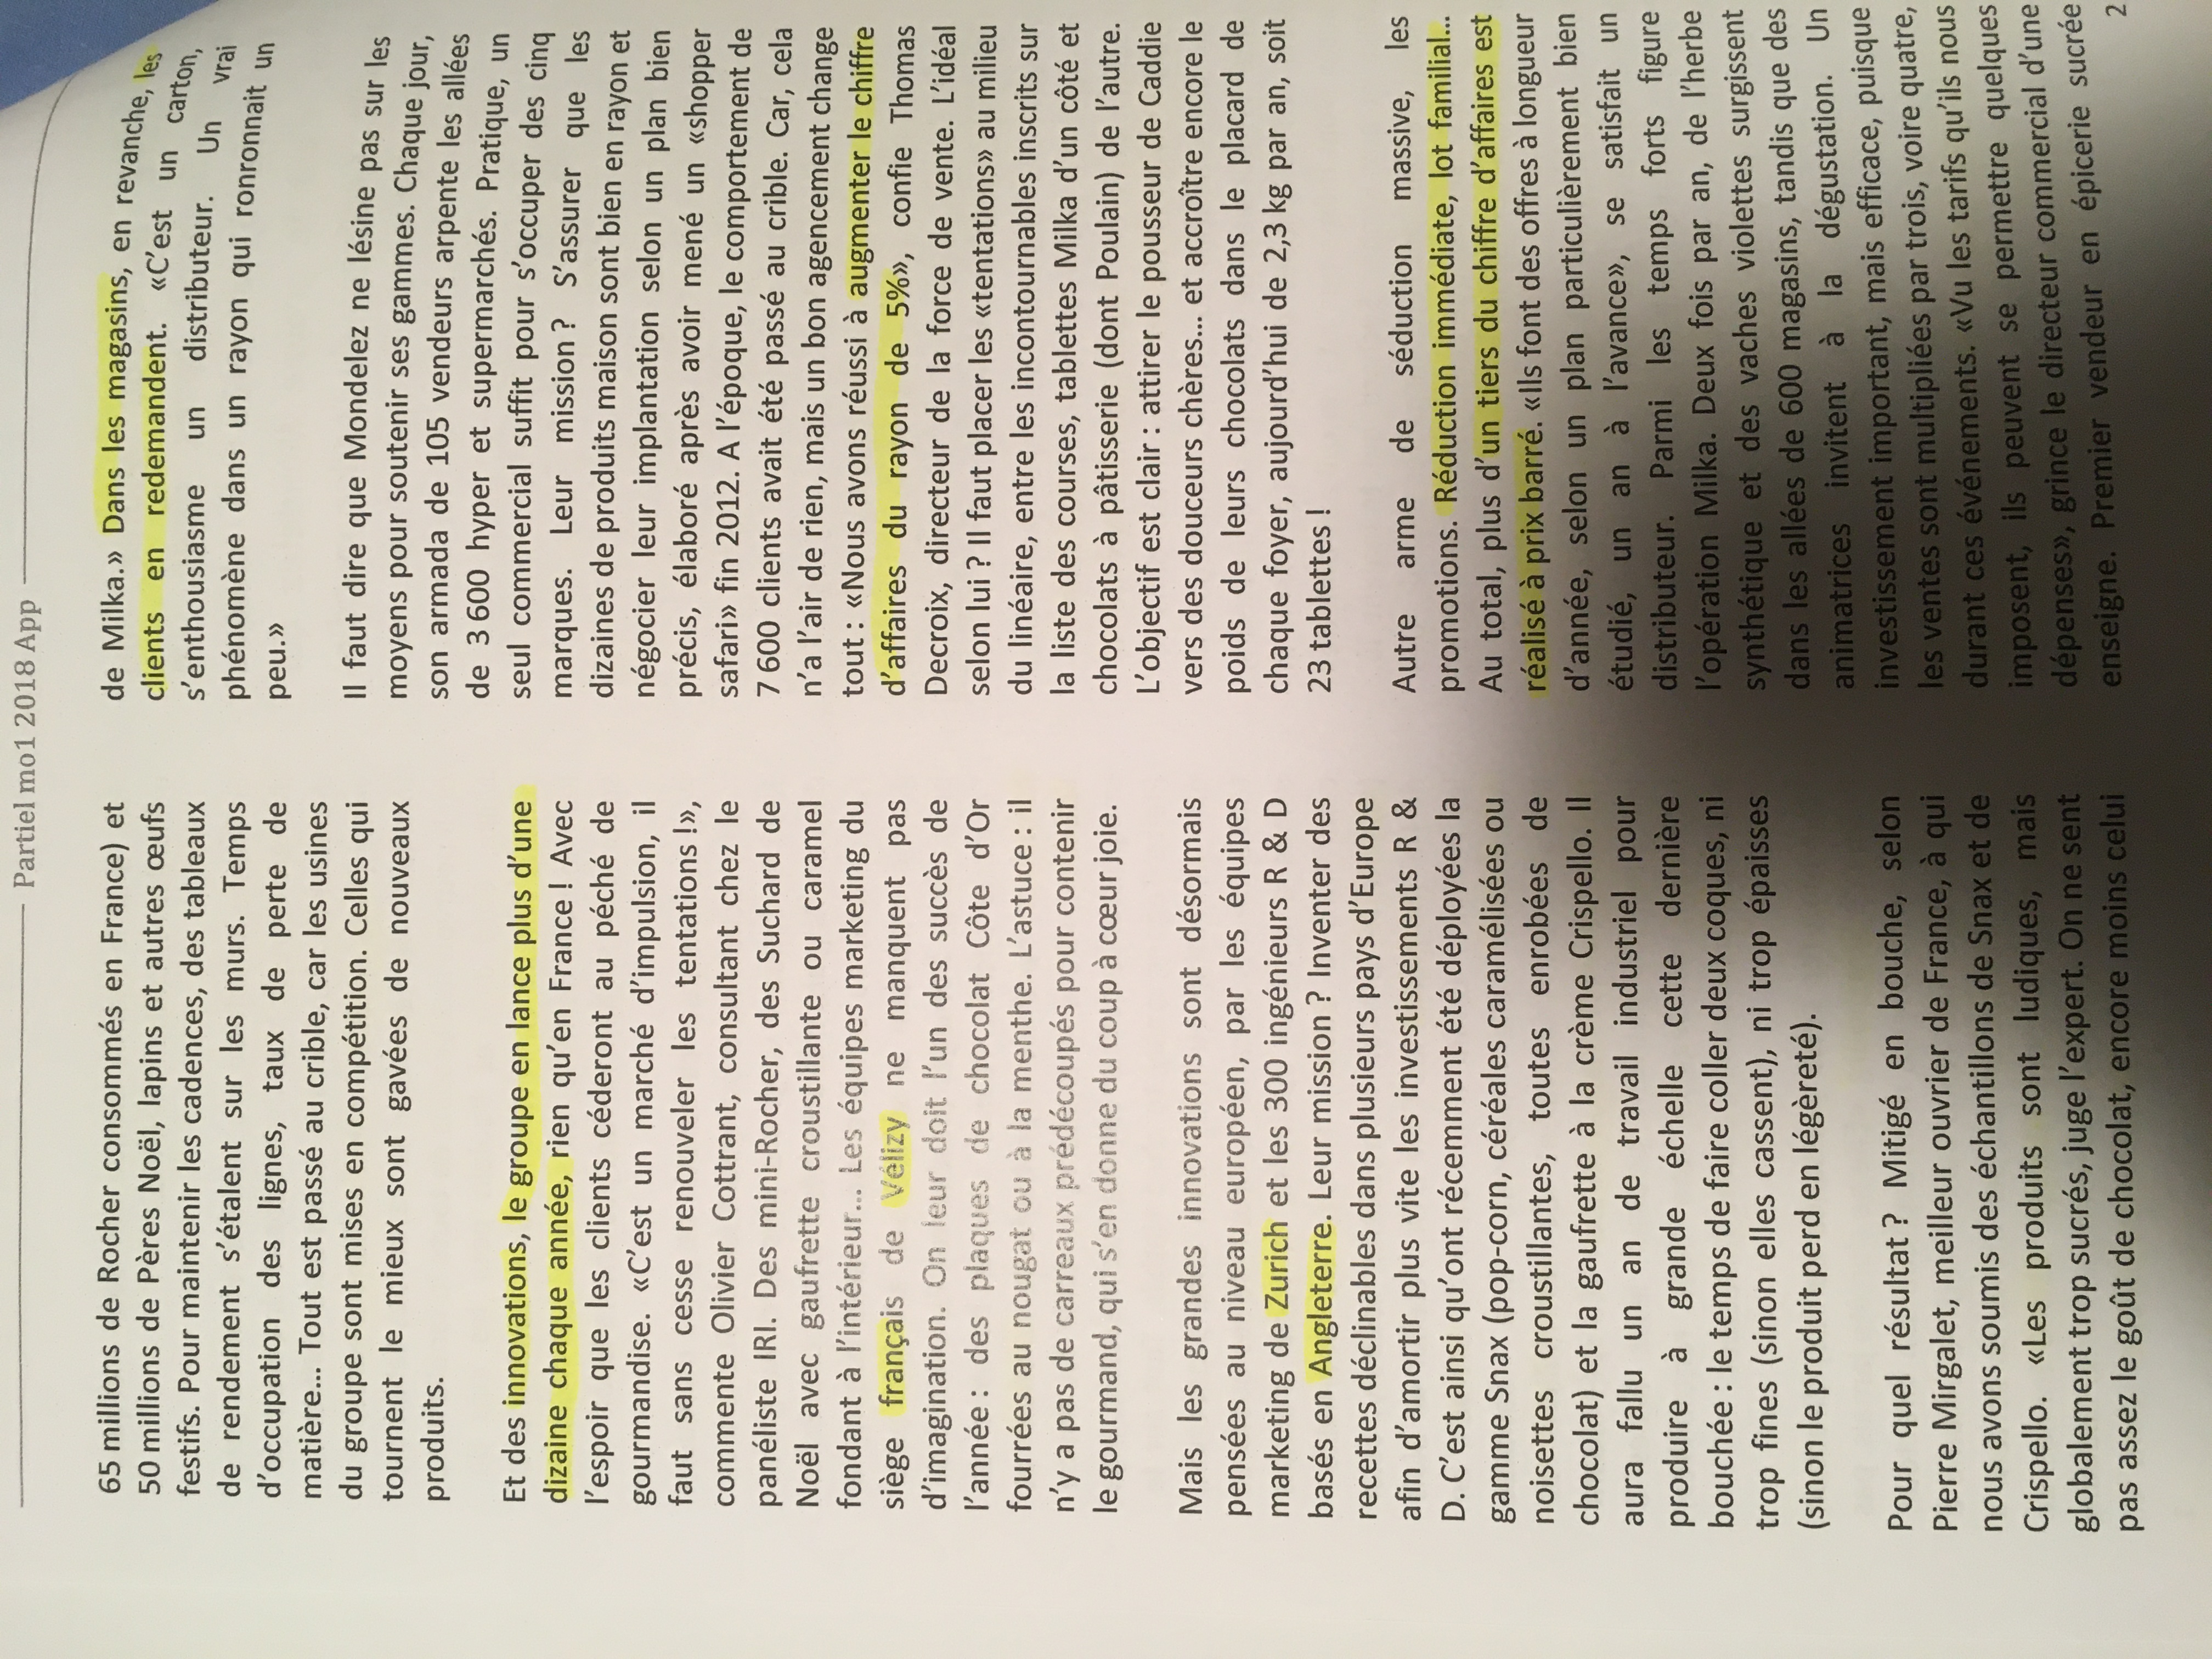 Partiel mo1 2018 App
65 millions de Rocher consommés en France) et
50 millions de Pères Noël, lapins et autres œufs
festifs. Pour maintenir les cadences, des tableaux
de rendement s’étalent sur les murs. Temps
d’occupation des lignes, taux de perte de
matière... Tout est passé au crible, car les usines
du groupe sont mises en compétition. Celles qui
tournent le mieux sont gavées de nouveaux
produits.
Et des innovations, le groupe en lance plus d’une
dizaine chaque année, rien qu’en France ! Avec
l’espoir que les clients céderont au péché de
gourmandise. «C’est un marché d’impulsion, il
faut sans cesse renouveler les tentations !»,
commente Olivier Cottrant, consultant chez le
panéliste IRI. Des mini-Rocher, des Suchard de
Noël avec gaufrette croustillante ou caramel
fondant à l’intérieur... Les équipes marketing du
siège français de Vélizy ne manquent pas
d’imagination. On leur doit l’un des succès de
l’année : des plaques de chocolat Côte d’Or
fourrées au nougat ou à la menthe. L’astuce : il
n’y a pas de carreaux prédécoupés pour contenir
le gourmand, qui s’en donne du coup à cœur joie.
Mais les grandes innovations sont désormais
pensées au niveau européen, par les équipes
marketing de Zurich et les 300 ingénieurs R & D
basés en Angleterre. Leur mission ? Inventer des
recettes déclinables dans plusieurs pays d’Europe
afin d’amortir plus vite les investissements R &
D. C’est ainsi qu’ont récemment été déployées la
gamme Snax (pop-corn, céréales caramélisées ou
noisettes croustillantes, toutes enrobées de
chocolat) et la gaufrette à la crème Crispello. Il
aura fallu un an de travail industriel pour
produire à grande échelle cette dernière
bouchée : le temps de faire coller deux coques, ni
trop fines (sinon elles cassent), ni trop épaisses
(sinon le produit perd en légèreté).
Pour quel résultat ? Mitigé en bouche, selon
Pierre Mirgalet, meilleur ouvrier de France, à qui
nous avons soumis des échantillons de Snax et de
Crispello. «Les produits sont ludiques, mais
globalement trop sucrés, juge l’expert. On ne sent
pas assez le goût de chocolat, encore moins celui
de Milka.» Dans les magasins, en revanche, les
clients en redemandent. «C’est un carton,
s’enthousiasme un distributeur. Un vrai
phénomène dans un rayon qui ronronnait un
peu.»
Il faut dire que Mondelez ne lésine pas sur les
moyens pour soutenir ses gammes. Chaque jour,
son armada de 105 vendeurs arpente les allées
de 3 600 hyper et supermarchés. Pratique, un
seul commercial suffit pour s’occuper des cinq
marques. Leur mission ? S’assurer que les
dizaines de produits maison sont bien en rayon et
négocier leur implantation selon un plan bien
précis, élaboré après avoir mené un «shopper
safari» fin 2012. A l’époque, le comportement de
7 600 clients avait été passé au crible. Car, cela
n’a l’air de rien, mais un bon agencement change
tout : «Nous avons réussi à augmenter le chiffre
d’affaires du rayon de 5%», confie Thomas
Decroix, directeur de la force de vente. L’idéal
selon lui ? Il faut placer les «tentations» au milieu
du linéaire, entre les incontournables inscrits sur
la liste des courses, tablettes Milka d’un côté et
chocolats à pâtisserie (dont Poulain) de l’autre.
L’objectif est clair : attirer le pousseur de Caddie
vers des douceurs chères... et accroître encore le
poids de leurs chocolats dans le placard de
chaque foyer, aujourd’hui de 2,3 kg par an, soit
23 tablettes !
Autre arme de séduction massive, les
promotions. Réduction immédiate, lot familial...
Au total, plus d’un tiers du chiffre d’affaires est
réalisé à prix barré. «Ils font des offres à longueur
d’année, selon un plan particulièrement bien
étudié, un an à l’avance», se satisfait un
distributeur. Parmi les temps forts figure
l’opération Milka. Deux fois par an, de l’herbe
synthétique et des vaches violettes surgissent
dans les allées de 600 magasins, tandis que des
animatrices invitent à la dégustation. Un
investissement important, mais efficace, puisque
les ventes sont multipliées par trois, voire quatre,
durant ces événements. «Vu les tarifs qu’ils nous
imposent, ils peuvent se permettre quelques
dépenses», grince le directeur commercial d’une
enseigne. Premier vendeur en épicerie sucrée
2